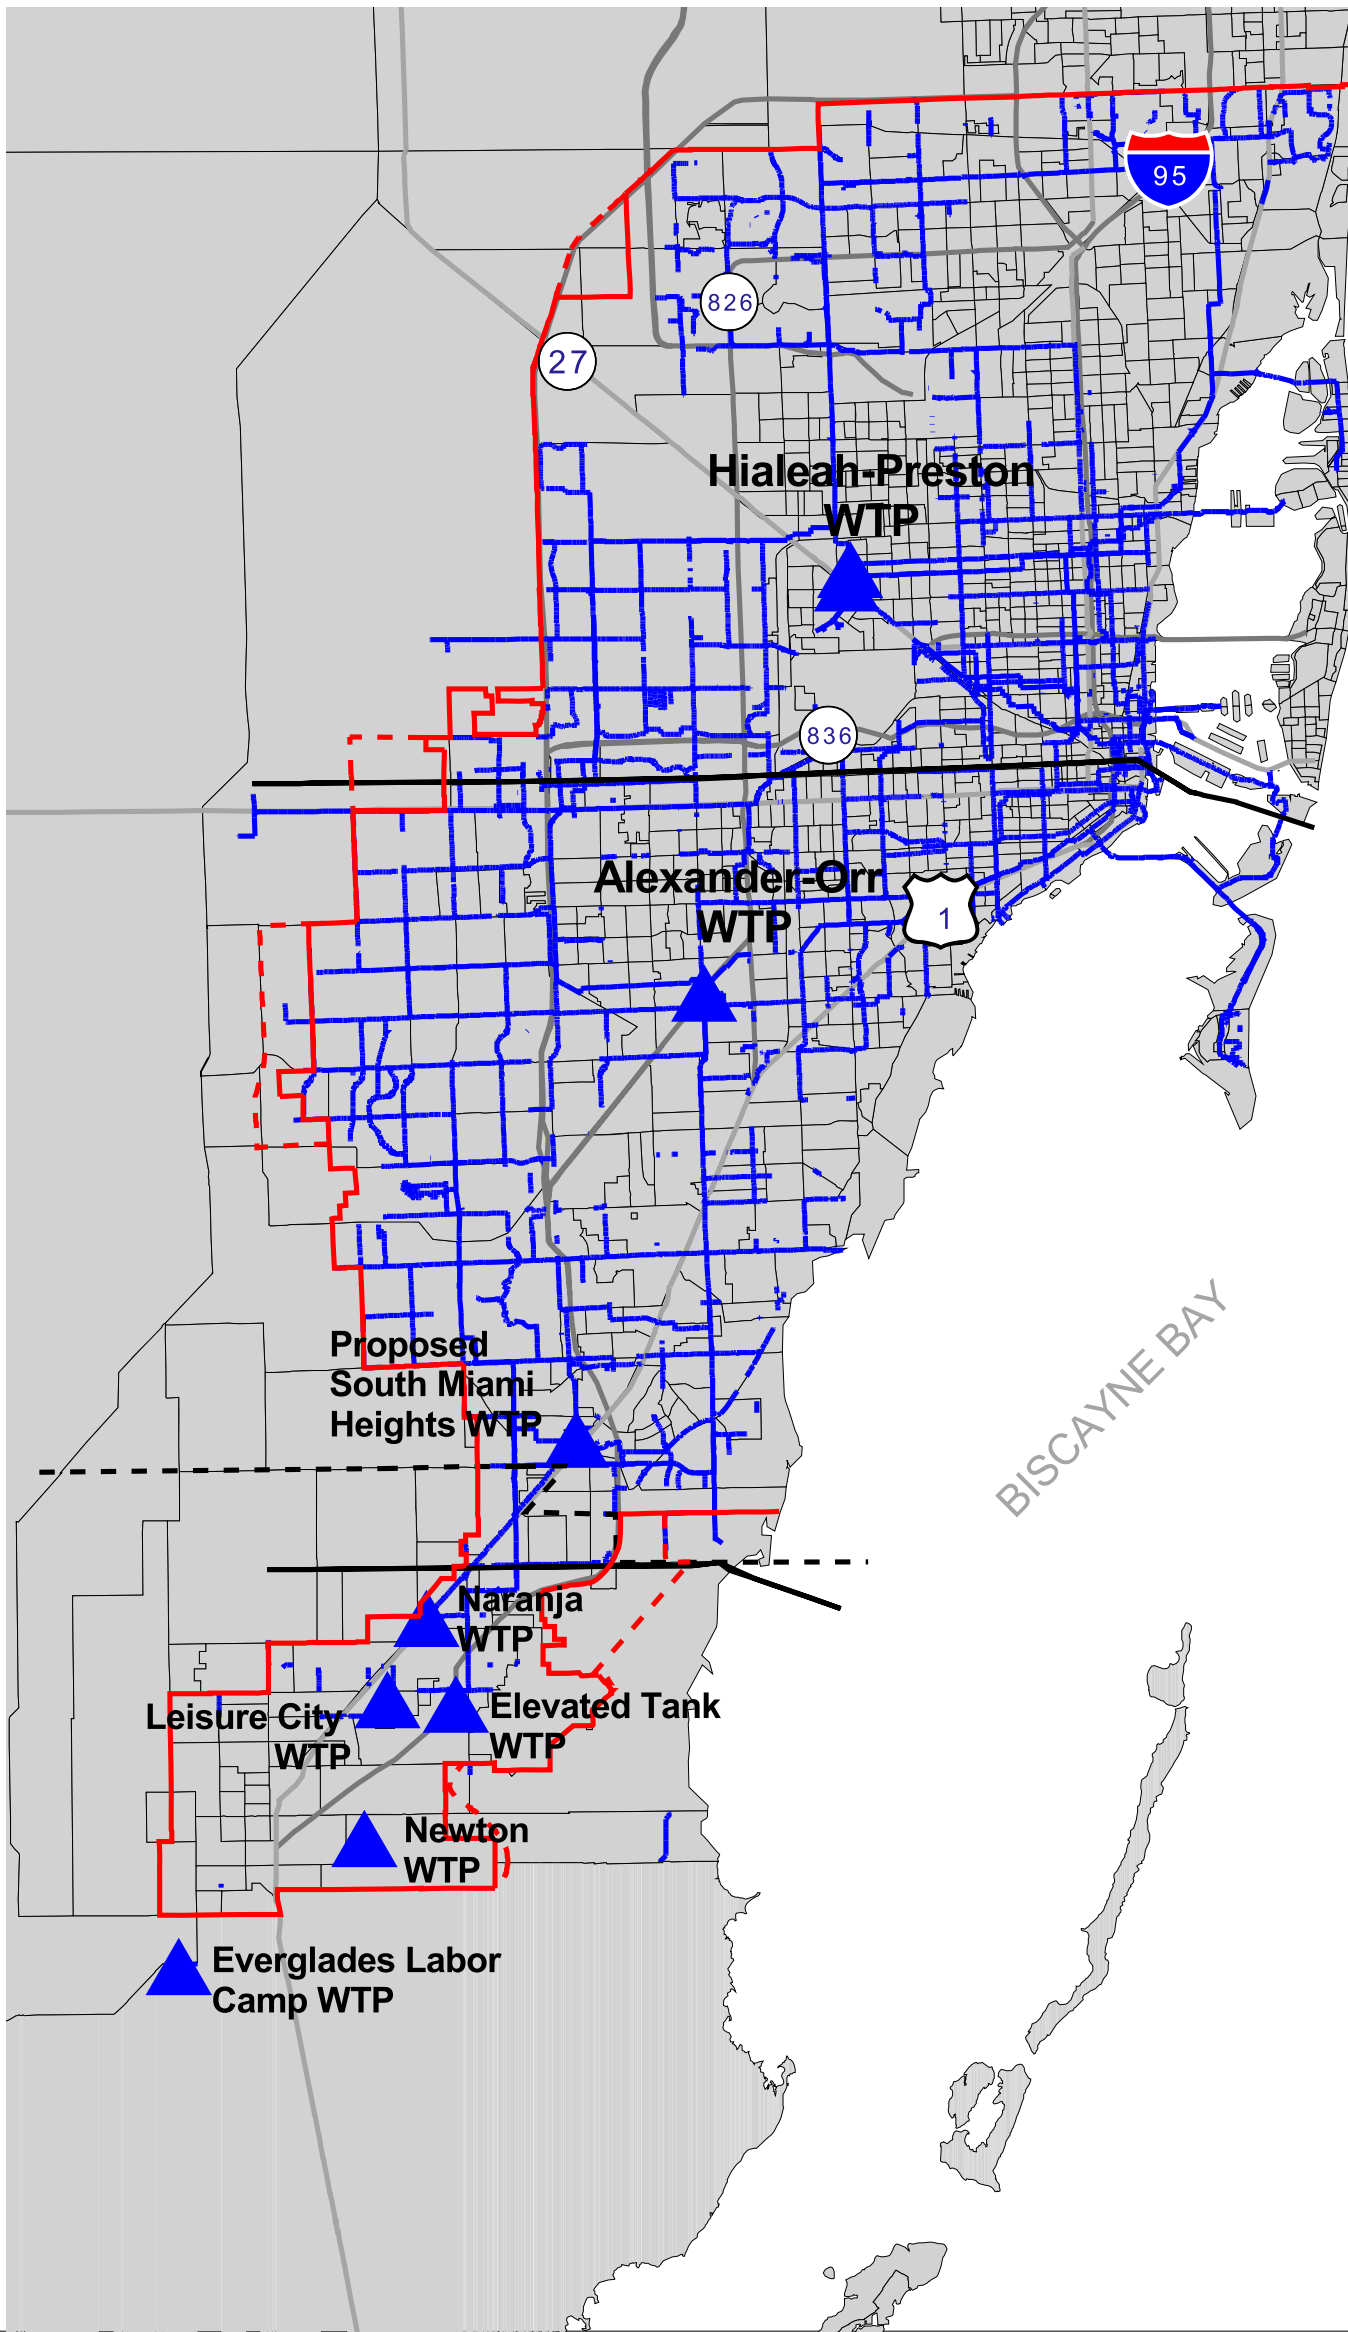 95
826
27
Hialeah-Preston
WTP
836
Alexander-Orr
WTP
1
BISCAYNE BAY
Proposed
South Miami
Heights WTP
Naranja
WTP
Leisure City
WTP
Elevated Tank
WTP
Newton
WTP
Everglades Labor
Camp WTP